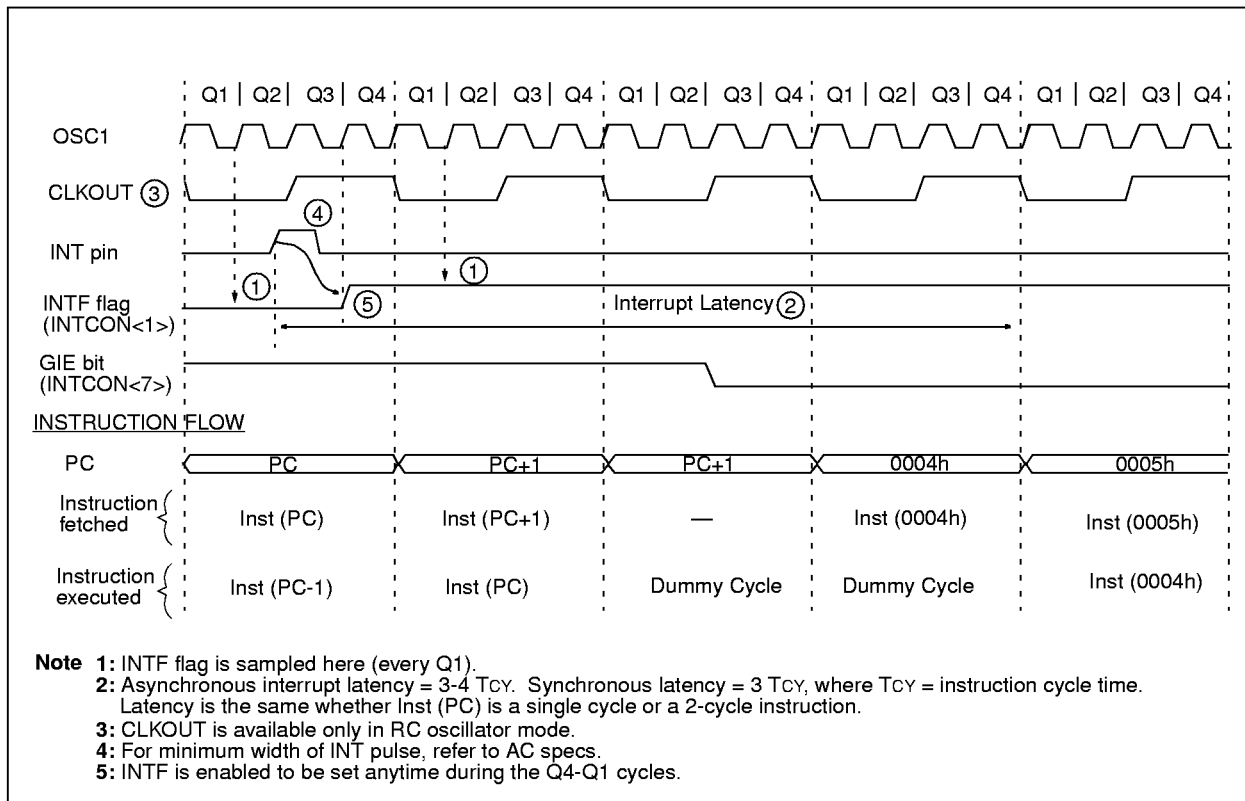 Q1 | Q2 | Q3 | Q4 Q1 | Q2 | Q3 | Q4 Q1 | Q2 | Q3 | Q4 Q1 | Q2 | Q3 | Q4 Q1 | Q2 | Q3 | Q4
OSC1
CLKOUT ③
④
INT pin
① ①
INTF flag
(INTCON<1>)
⑤
Interrupt Latency ②
GIE bit
(INTCON<7>)
INSTRUCTION FLOW
PC PC PC+1 PC+1 0004h 0005h
Instruction
fetched
Inst (PC) Inst (PC+1) — Inst (0004h) Inst (0005h)
Instruction
executed
Inst (PC-1) Inst (PC) Dummy Cycle Dummy Cycle Inst (0004h)
Note 1: INTF flag is sampled here (every Q1).
2: Asynchronous interrupt latency = 3-4 TCY. Synchronous latency = 3 TCY, where TCY = instruction cycle time.
Latency is the same whether Inst (PC) is a single cycle or a 2-cycle instruction.
3: CLKOUT is available only in RC oscillator mode.
4: For minimum width of INT pulse, refer to AC specs.
5: INTF is enabled to be set anytime during the Q4-Q1 cycles.